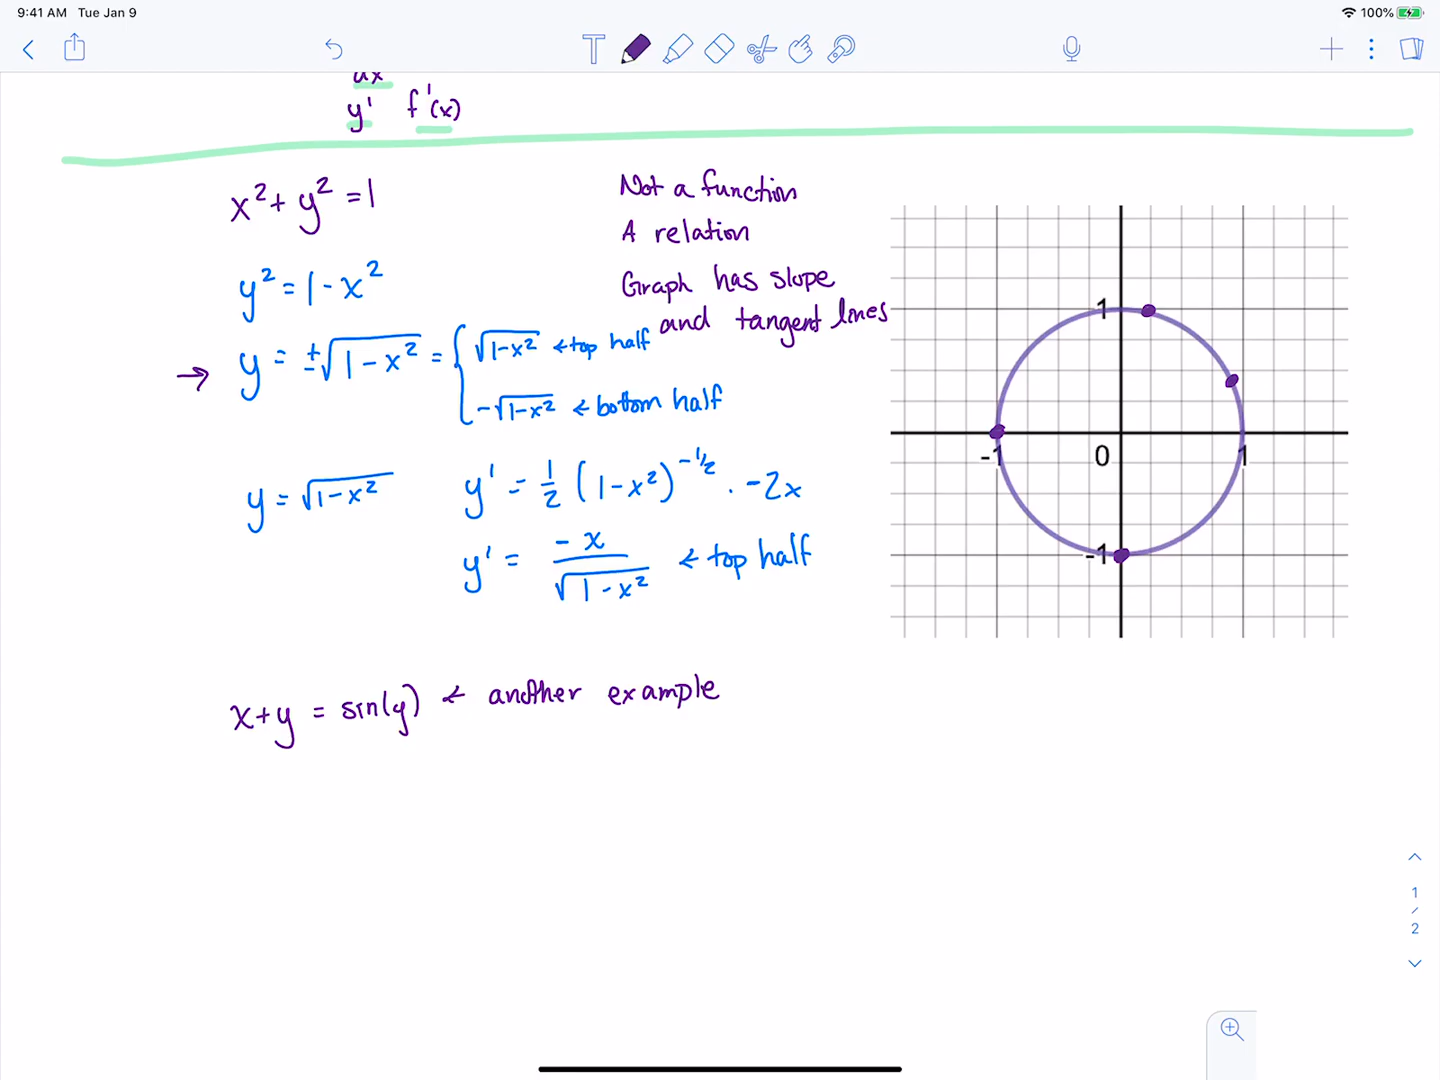 9:41 AM Tue Jan 9
100%
T
dx
y' f'(x)
x² + y² = 1
Not a function
A relation
Graph has slope
and tangent lines
y² = 1 - x²
→ y = ±√(1 - x²) = { √(1-x²) ← top half
-√(1-x²) ← bottom half
y = √(1-x²)
y' = 1/2 (1-x²)^(-1/2) · -2x
y' = -x / √(1-x²) ← top half
x+y = sin(y) ← another example
1
-1 0 1
-1
1
/
2